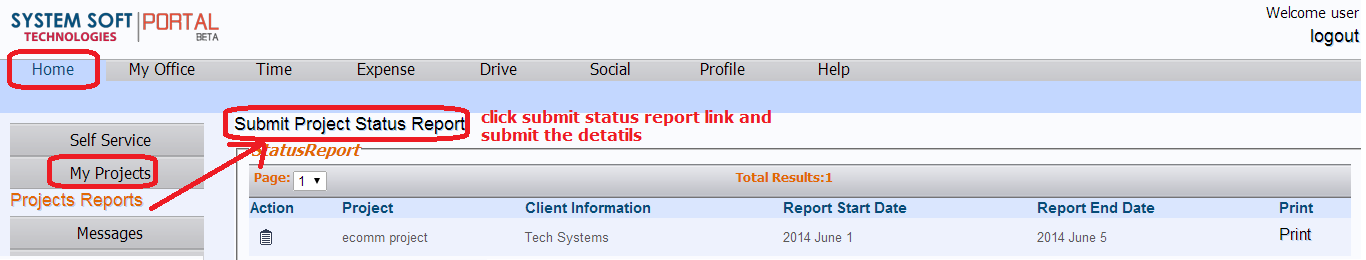 SYSTEM SOFT PORTAL
TECHNOLOGIES BETA
Welcome user
logout
Home My Office Time Expense Drive Social Profile Help
Submit Project Status Report
click submit status report link and
submit the detatils
Self Service
My Projects
Projects Reports
Messages
StatusReport
Page: 1 Total Results:1
Action Project Client Information Report Start Date Report End Date Print
ecomm project Tech Systems 2014 June 1 2014 June 5 Print